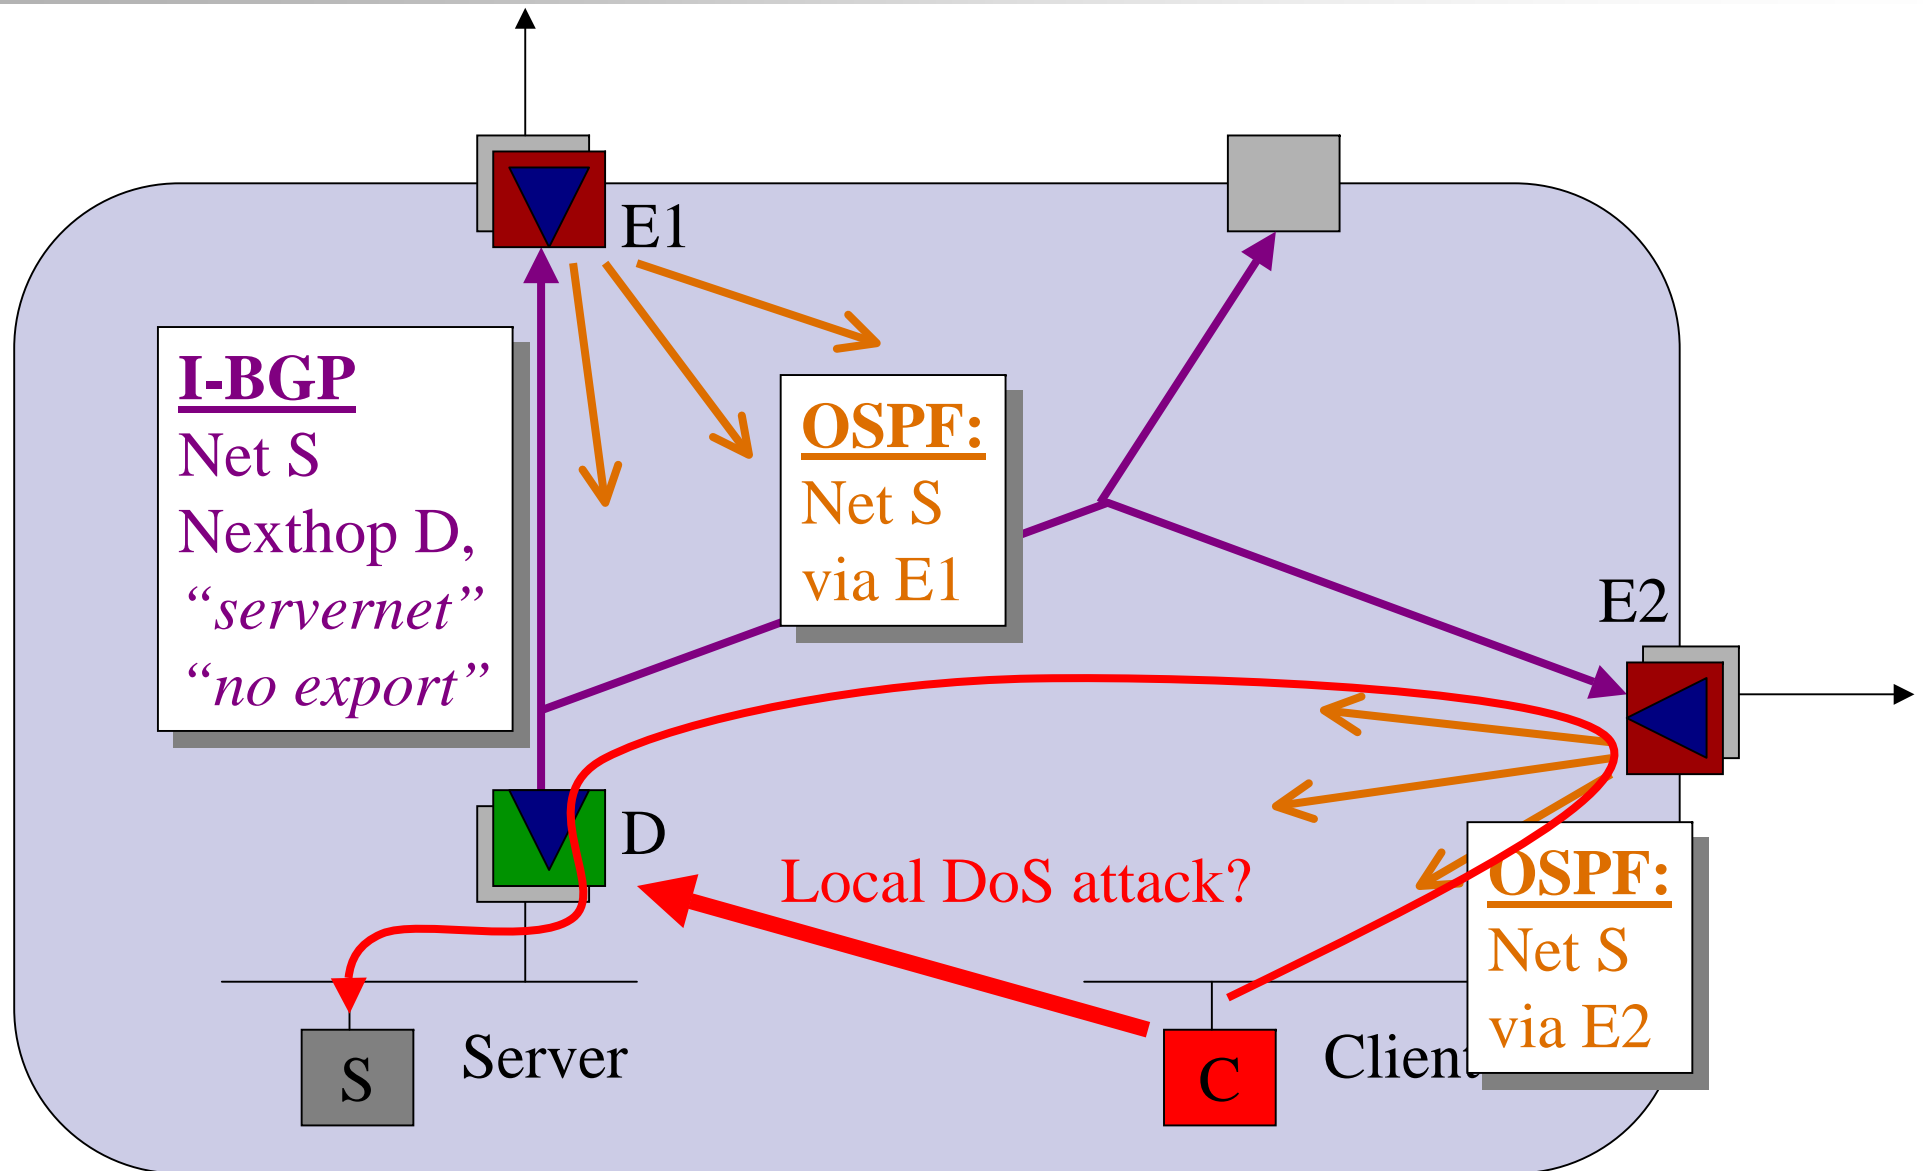 E1
I-BGP
Net S
Nexthop D,
“servernet”
“no export”
OSPF:
Net S
via E1
E2
D
Local DoS attack?
OSPF:
Net S
via E2
S
Server
C
Client